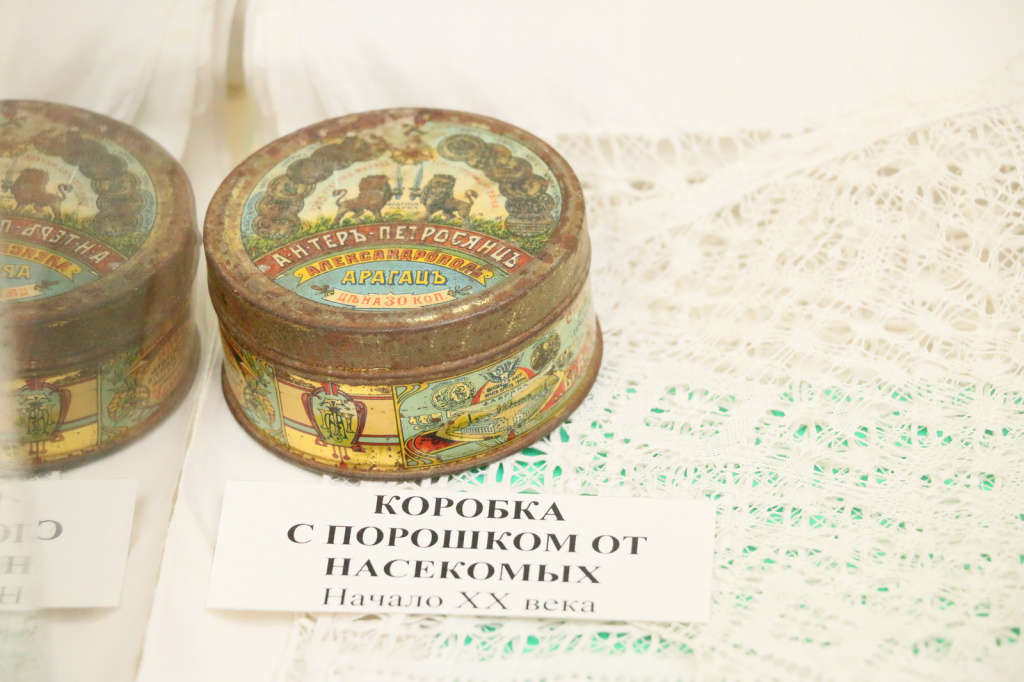 А·Н·ТЕРЪ-ПЕТРОСЯНЦЪ
АЛЕКСАНДРОПОЛЬ
АРАГАЦЪ
ЦѢНА 30 КОП.
КОРОБКА
С ПОРОШКОМ ОТ
НАСЕКОМЫХ
Начало XX века